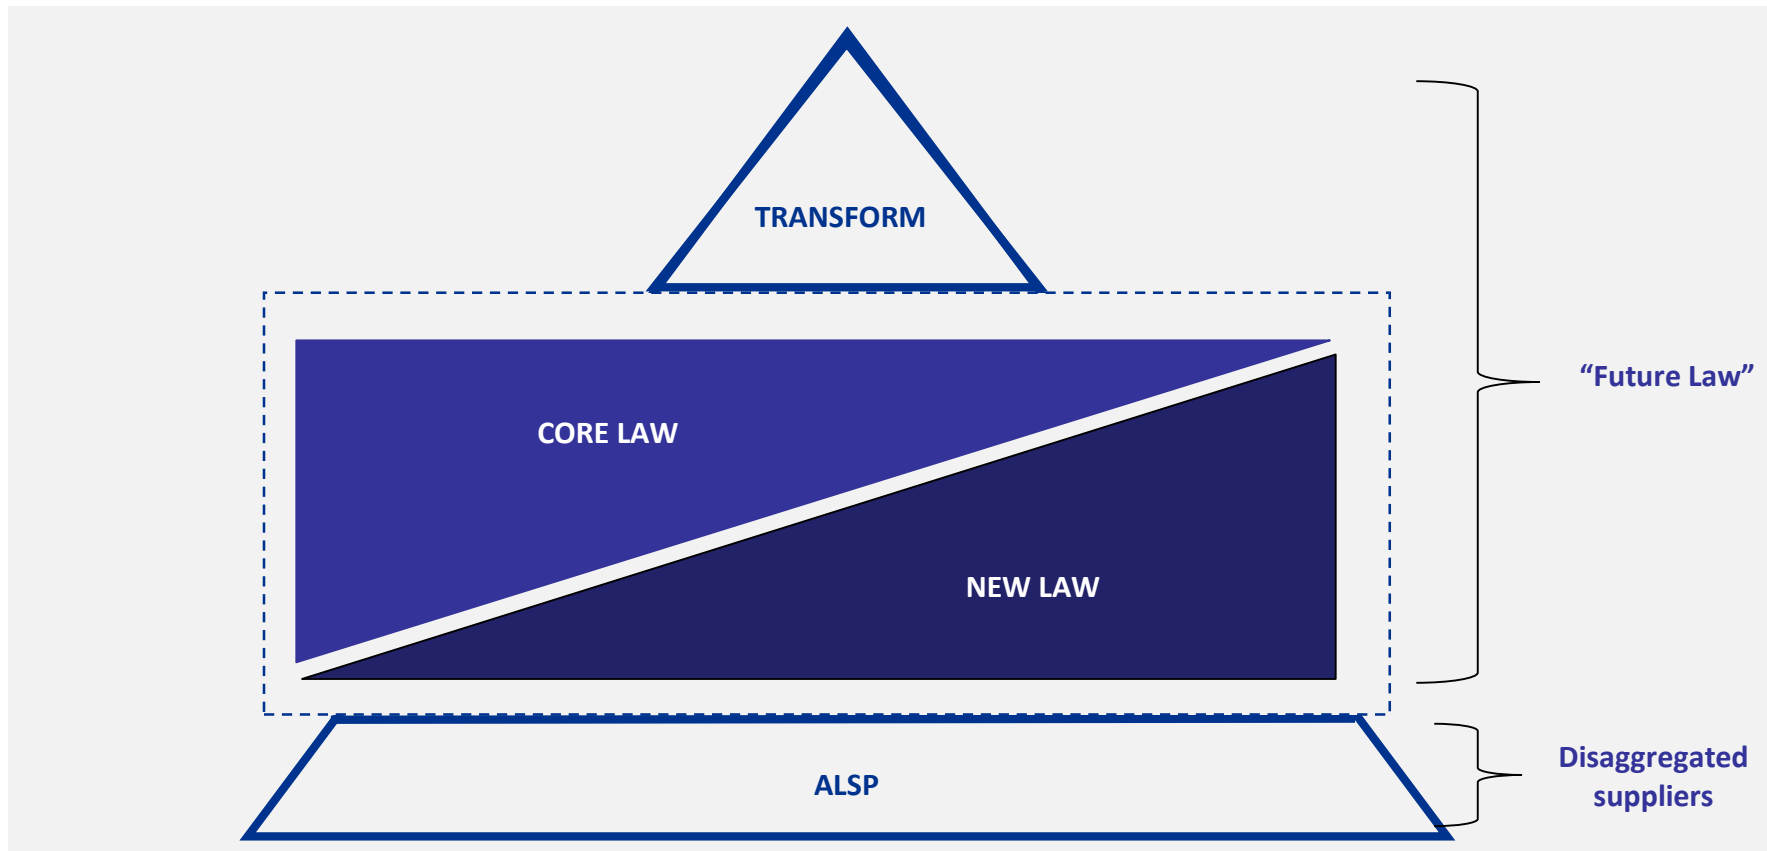 TRANSFORM
“Future Law”
CORE LAW
NEW LAW
Disaggregated
suppliers
ALSP